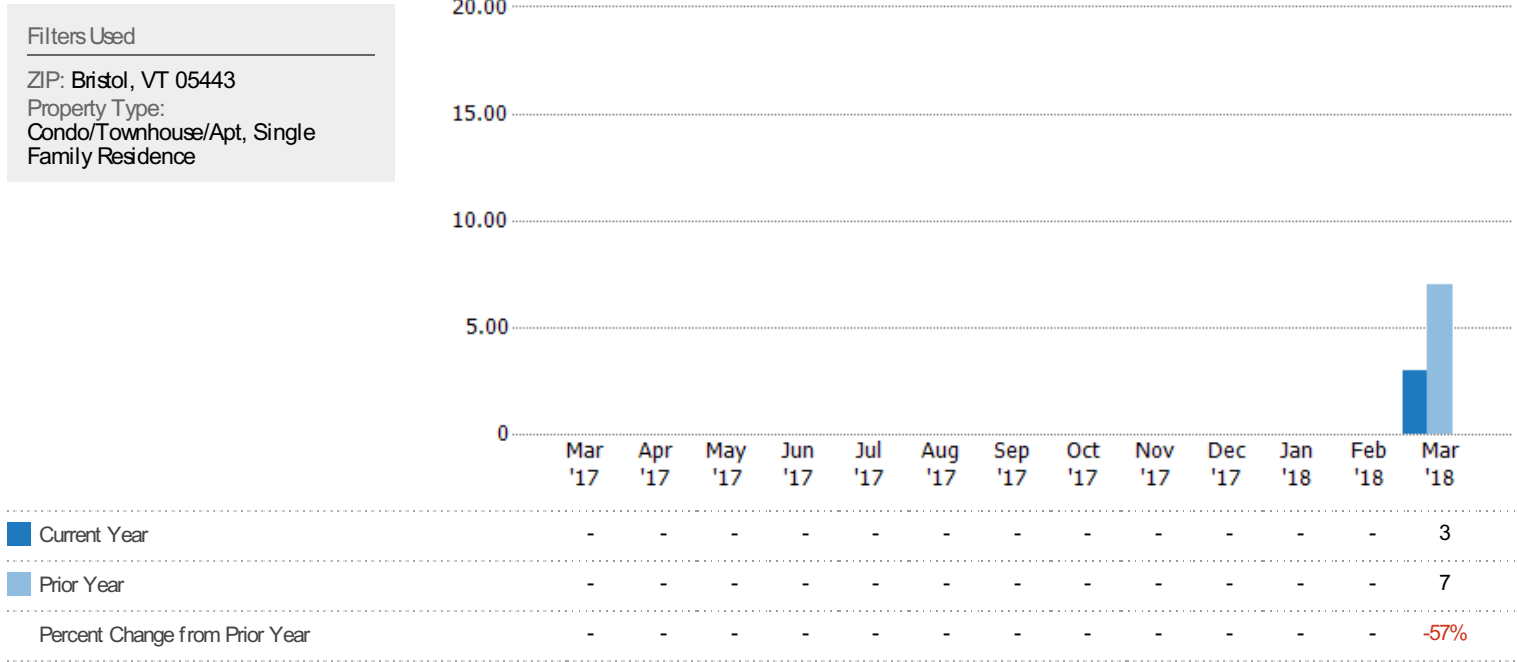 Filters Used
ZIP: Bristol, VT 05443
Property Type:
Condo/Townhouse/Apt, Single
Family Residence
20.00
15.00
10.00
5.00
0
Mar Apr May Jun Jul Aug Sep Oct Nov Dec Jan Feb Mar
'17 '17 '17 '17 '17 '17 '17 '17 '17 '17 '18 '18 '18
Current Year - - - - - - - - - - - - 3
Prior Year - - - - - - - - - - - - 7
Percent Change from Prior Year - - - - - - - - - - - - -57%